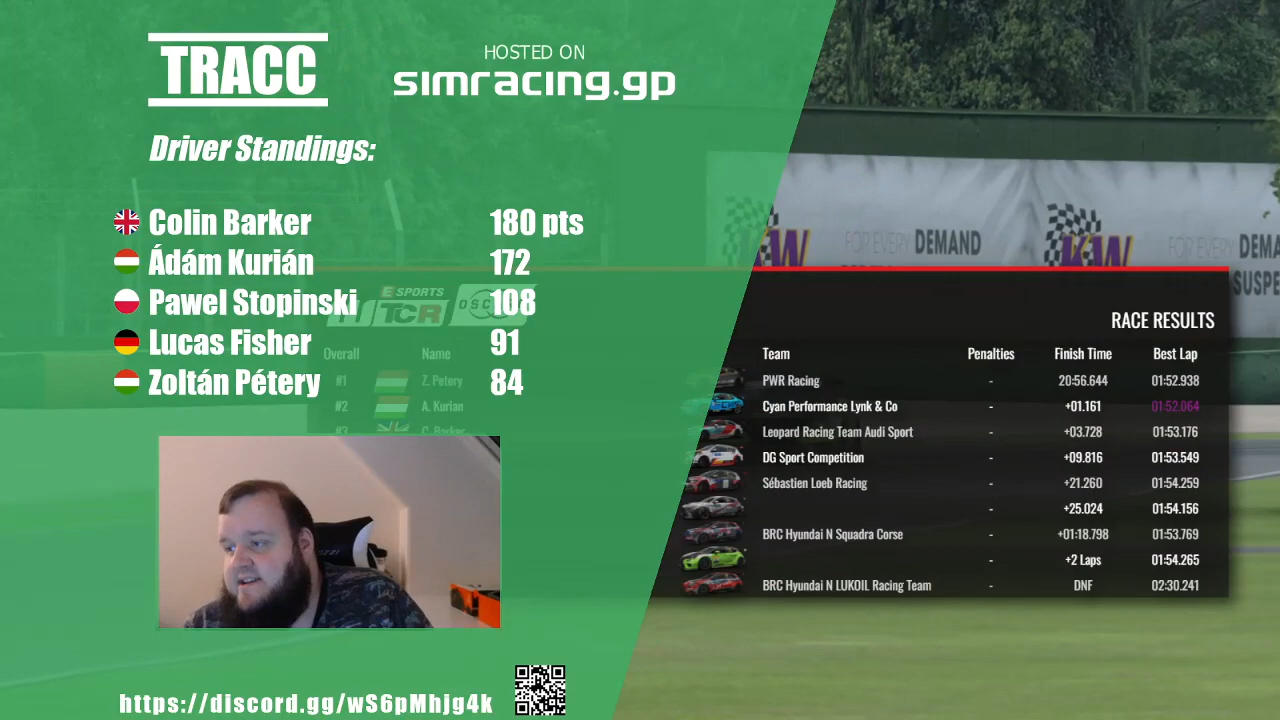 TRACC
HOSTED ON
simracing.gp
Driver Standings:
Colin Barker 180 pts
Ádám Kurián 172
Pawel Stopinski 108
Lucas Fisher 91
Zoltán Pétery 84
FOR EVERY DEMAND
KW
FOR EVERY
KW
ESPORTS
TCR
RACE RESULTS
Overall Name Team Penalties Finish Time Best Lap
#1 Z. Petery PWR Racing - 20:56.644 01:52.938
#2 A. Kurian Cyan Performance Lynk & Co - +01.161 01:52.064
#3 C. Barker Leopard Racing Team Audi Sport - +03.728 01:53.176
DG Sport Competition - +09.816 01:53.549
Sébastien Loeb Racing - +21.260 01:54.259
- +25.024 01:54.156
BRC Hyundai N Squadra Corse - +01:18.798 01:53.769
- +2 Laps 01:54.265
BRC Hyundai N LUKOIL Racing Team - DNF 02:30.241
https://discord.gg/wS6pMhjg4k